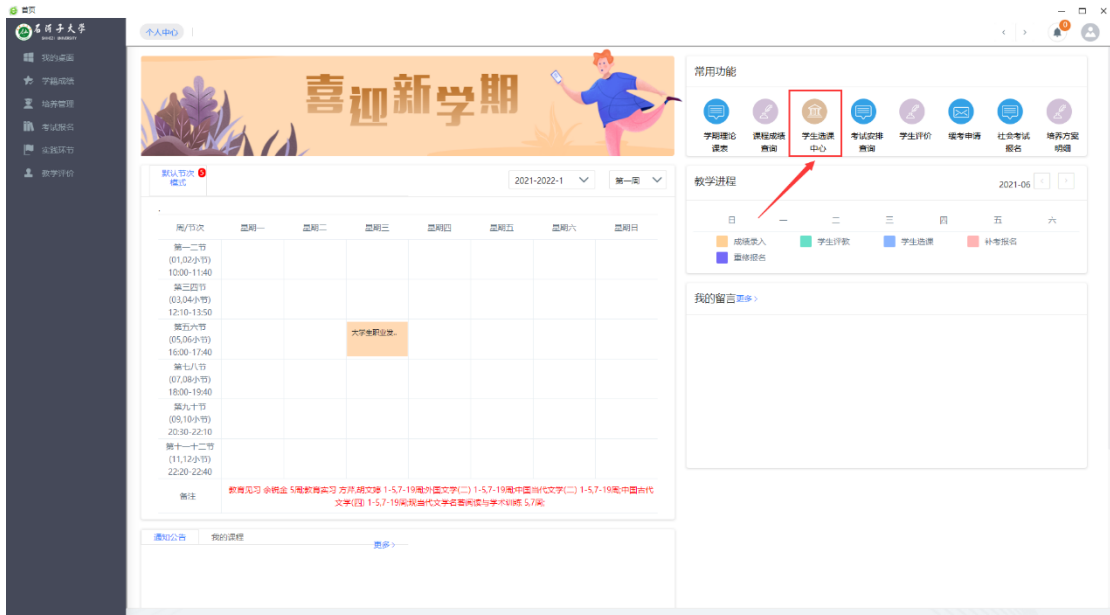 首页
石河子大学
SHIHEZI UNIVERSITY
个人中心
0
我的桌面
学籍成绩
培养管理
考试报名
实践环节
教学评价
喜迎新学期
常用功能
学期理论课表
课程成绩查询
学生选课中心
考试安排查询
学生评价
缓考申请
社会考试报名
培养方案明细
默认节次模式
5
2021-2022-1
第一周
周/节次 星期一 星期二 星期三 星期四 星期五 星期六 星期日
第一二节
(01,02小节)
10:00-11:40
第三四节
(03,04小节)
12:10-13:50
第五六节
(05,06小节)
16:00-17:40
大学生职业发..
第七八节
(07,08小节)
18:00-19:40
第九十节
(09,10小节)
20:30-22:10
第十一十二节
(11,12小节)
22:20-22:40
备注
教育见习 余锐金 5周;教育实习 方萍,胡文婷 1-5,7-19周;外国文学(二) 1-5,7-19周;中国当代文学(二) 1-5,7-19周;中国古代
文学(四) 1-5,7-19周;现当代文学名著阅读与学术训练 5,7周;
教学进程
2021-06
日 一 二 三 四 五 六
成绩录入 学生评教 学生选课 补考报名
重修报名
我的留言 更多>
通知公告 我的课程
更多>